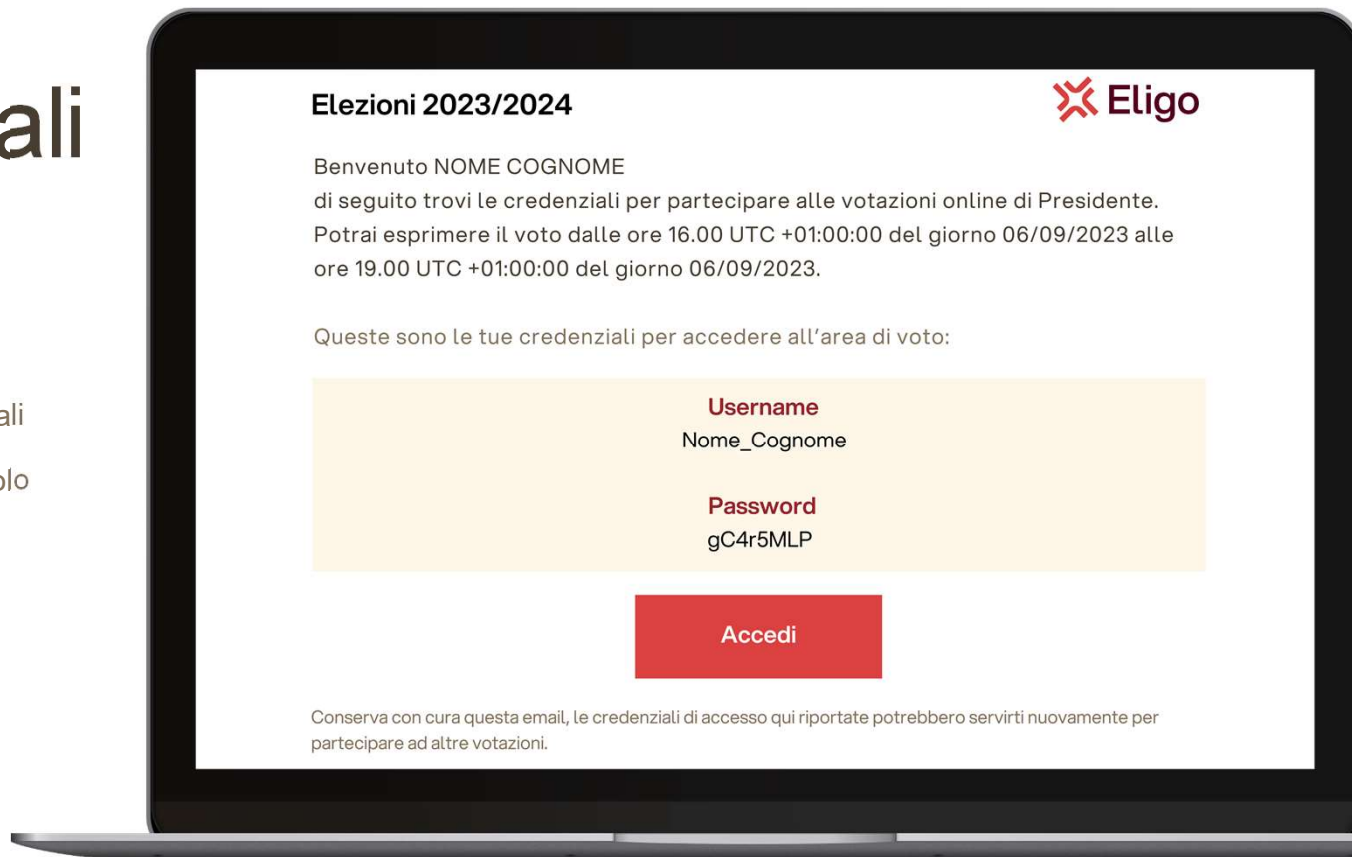 ali
ali
olo
Elezioni 2023/2024
Eligo
Benvenuto NOME COGNOME
di seguito trovi le credenziali per partecipare alle votazioni online di Presidente.
Potrai esprimere il voto dalle ore 16.00 UTC +01:00:00 del giorno 06/09/2023 alle
ore 19.00 UTC +01:00:00 del giorno 06/09/2023.
Queste sono le tue credenziali per accedere all’area di voto:
Username
Nome_Cognome
Password
gC4r5MLP
Accedi
Conserva con cura questa email, le credenziali di accesso qui riportate potrebbero servirti nuovamente per
partecipare ad altre votazioni.